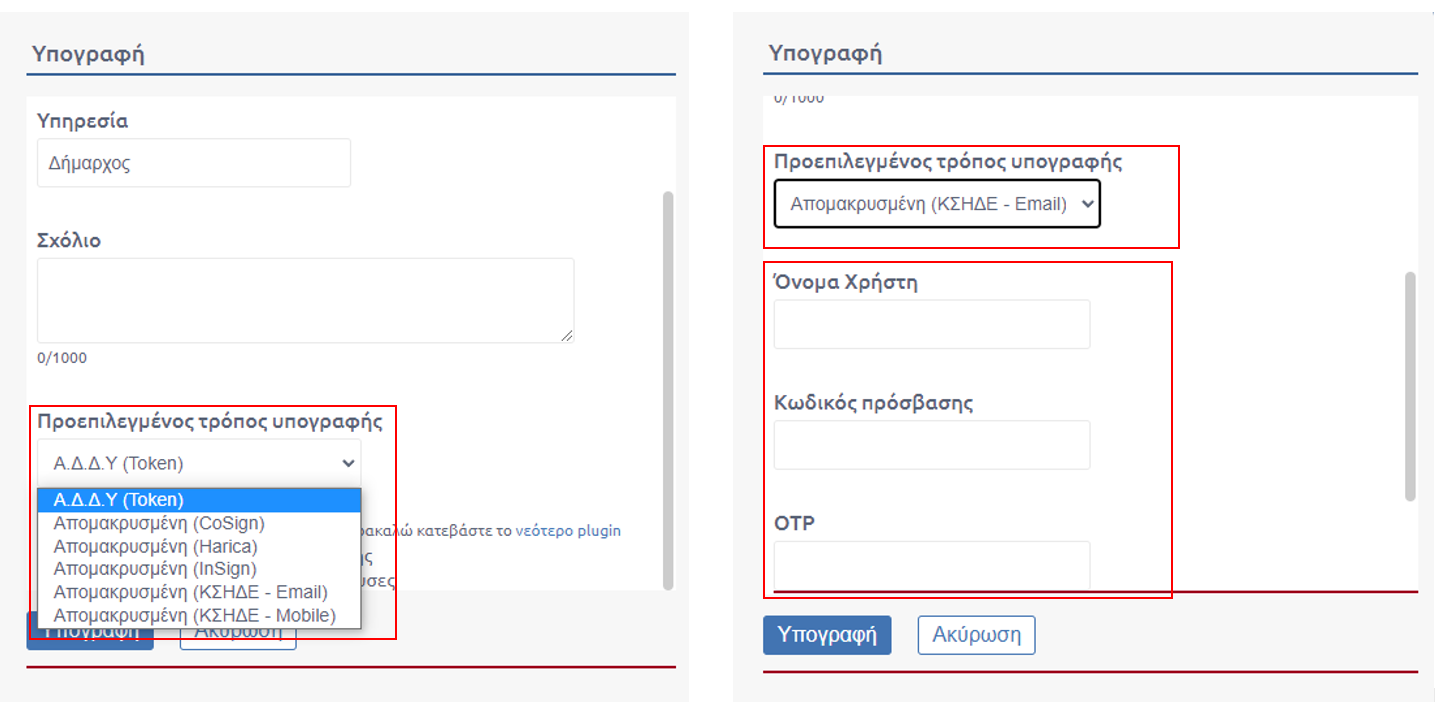 Υπογραφή
Υπηρεσία
Δήμαρχος
Σχόλιο
0/1000
Προεπιλεγμένος τρόπος υπογραφής
Α.Δ.Δ.Υ (Token)
Α.Δ.Δ.Υ (Token)
Απομακρυσμένη (CoSign)
Απομακρυσμένη (Harica)
κατεβάστε το νεότερο plugin
Απομακρυσμένη (InSign)
Απομακρυσμένη (ΚΣΗΔΕ - Email)
Απομακρυσμένη (ΚΣΗΔΕ - Mobile)
Υπογραφή Ακύρωση
Υπογραφή
0/1000
Προεπιλεγμένος τρόπος υπογραφής
Απομακρυσμένη (ΚΣΗΔΕ - Email)
Όνομα Χρήστη
Κωδικός πρόσβασης
OTP
Υπογραφή Ακύρωση